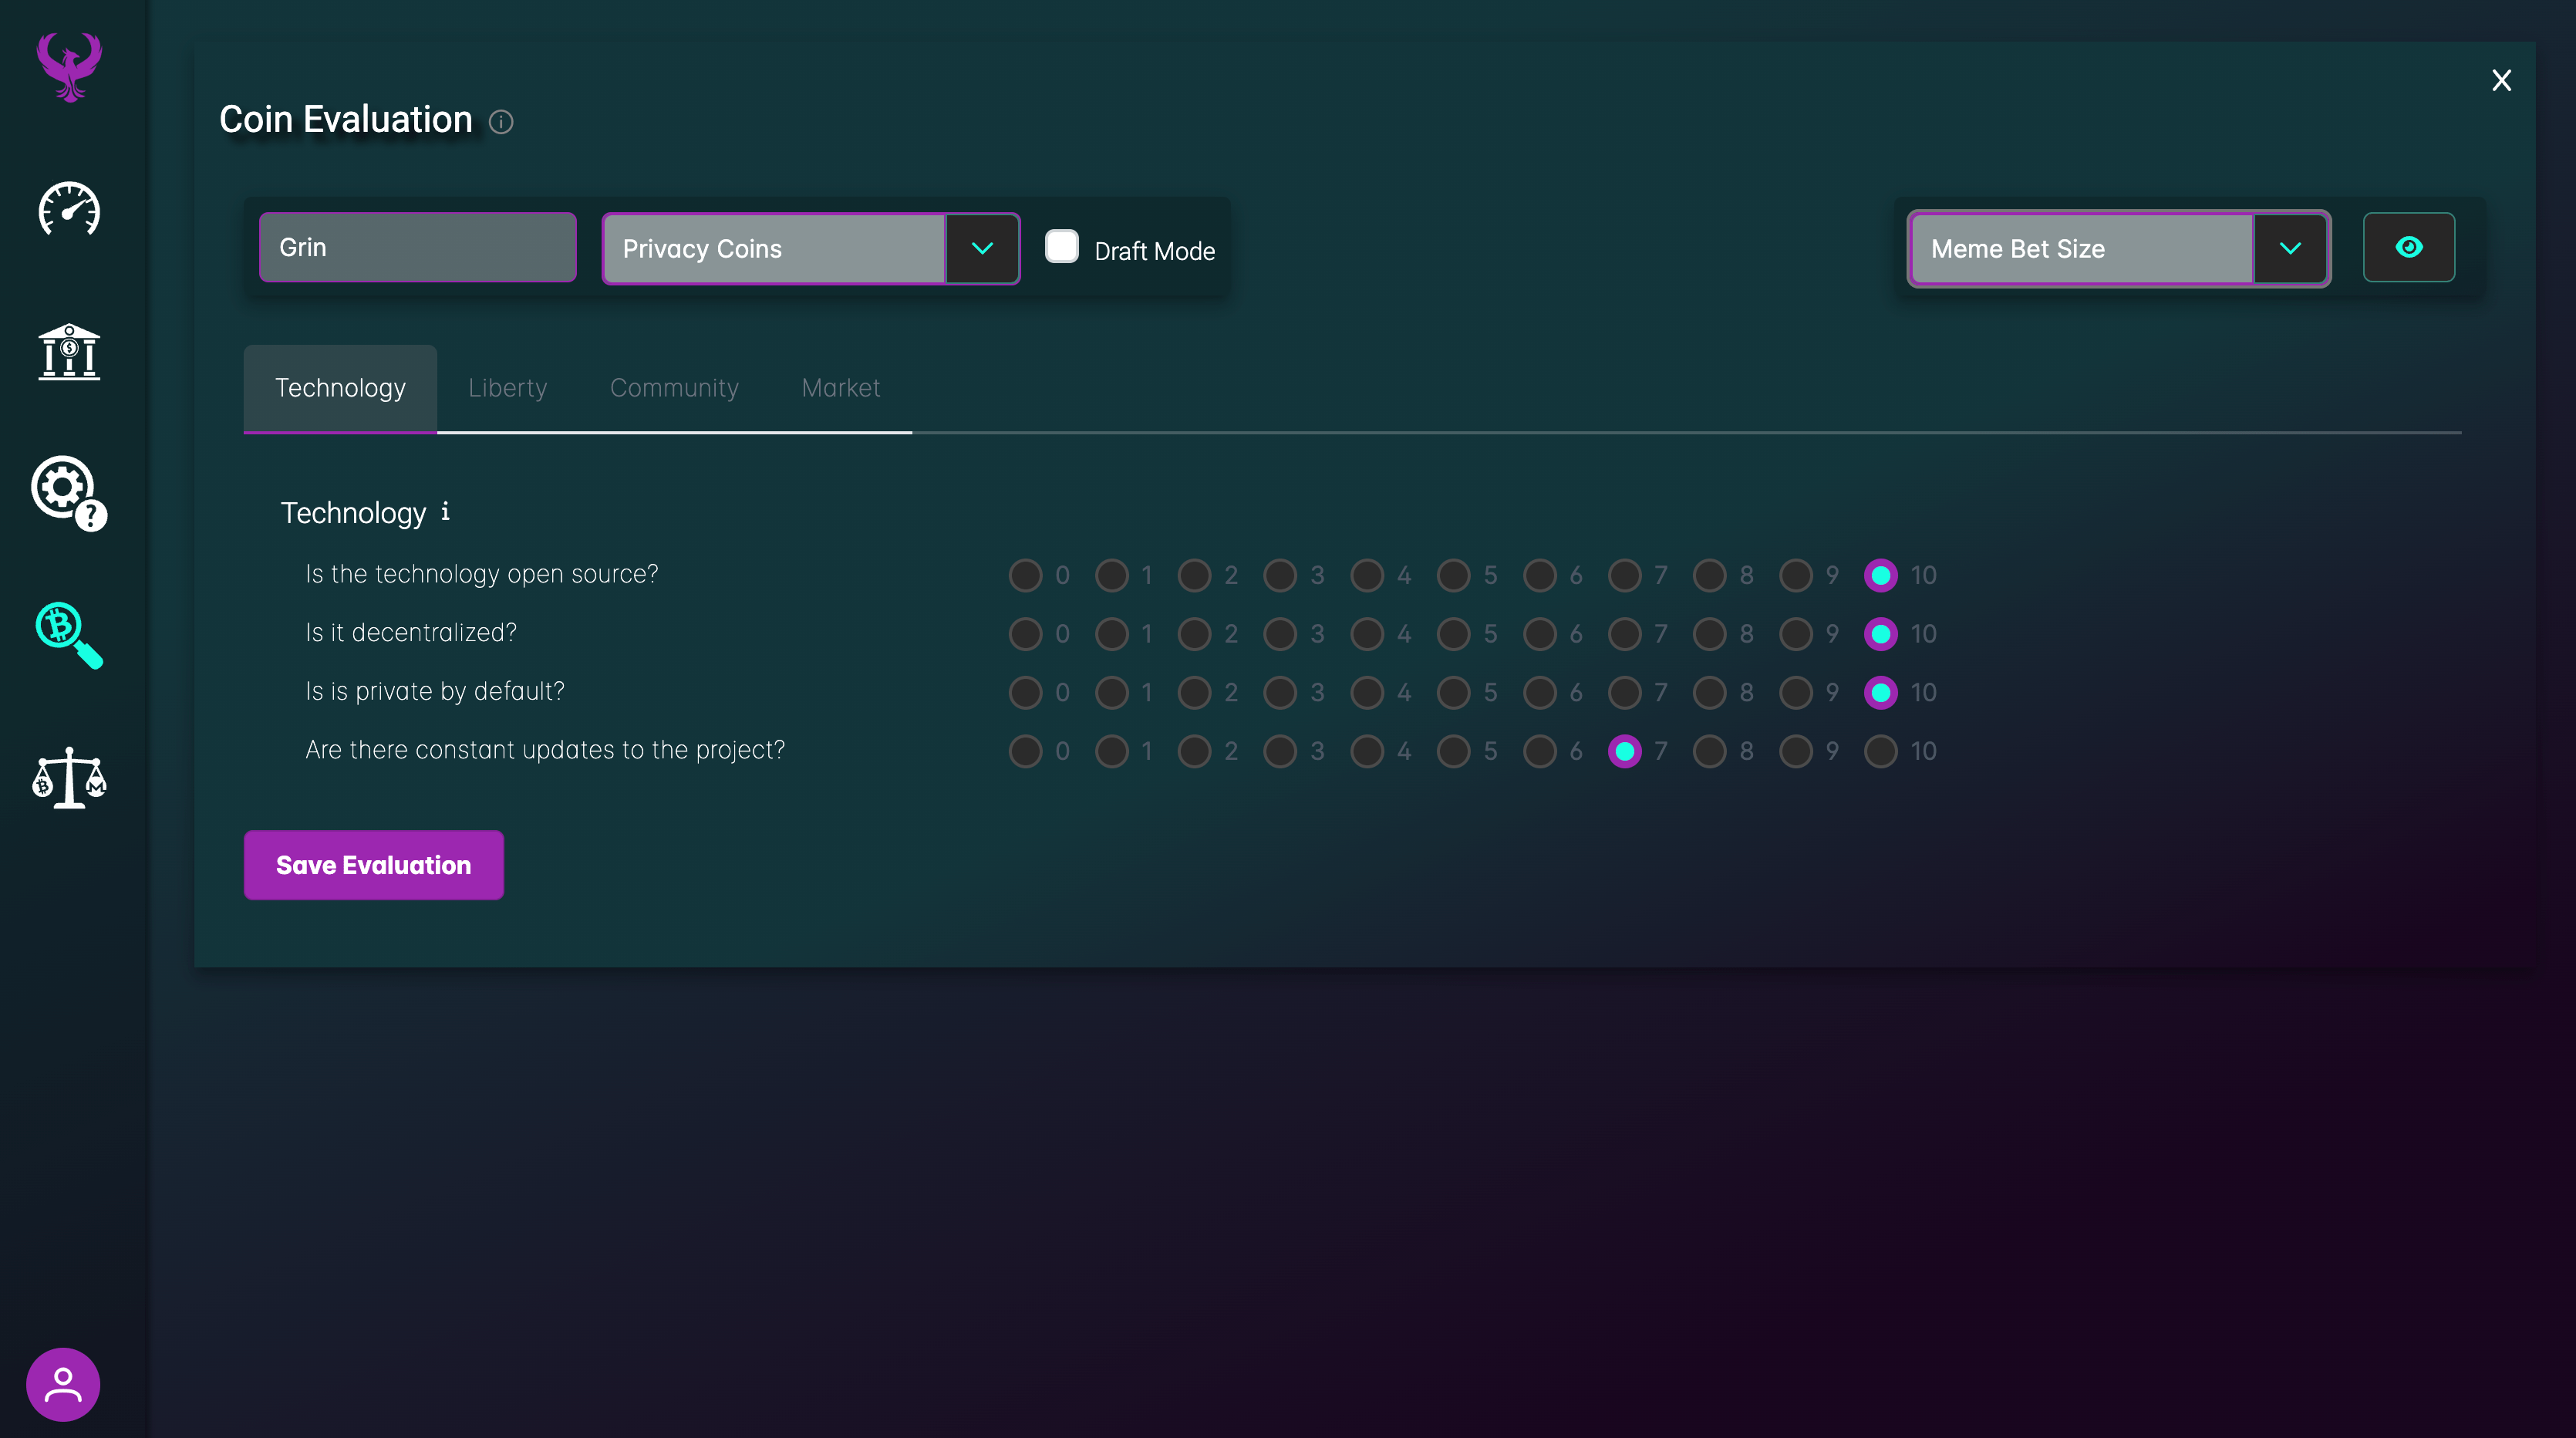 X
Coin Evaluation
Grin
Privacy Coins
Draft Mode
Meme Bet Size
Technology
Liberty
Community
Market
Technology i
Is the technology open source? 0 1 2 3 4 5 6 7 8 9 10
Is it decentralized? 0 1 2 3 4 5 6 7 8 9 10
Is is private by default? 0 1 2 3 4 5 6 7 8 9 10
Are there constant updates to the project? 0 1 2 3 4 5 6 7 8 9 10
Save Evaluation